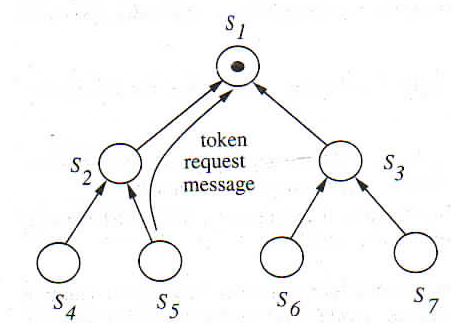 S1
token
S2 request S3
message
S4 S5 S6 S7